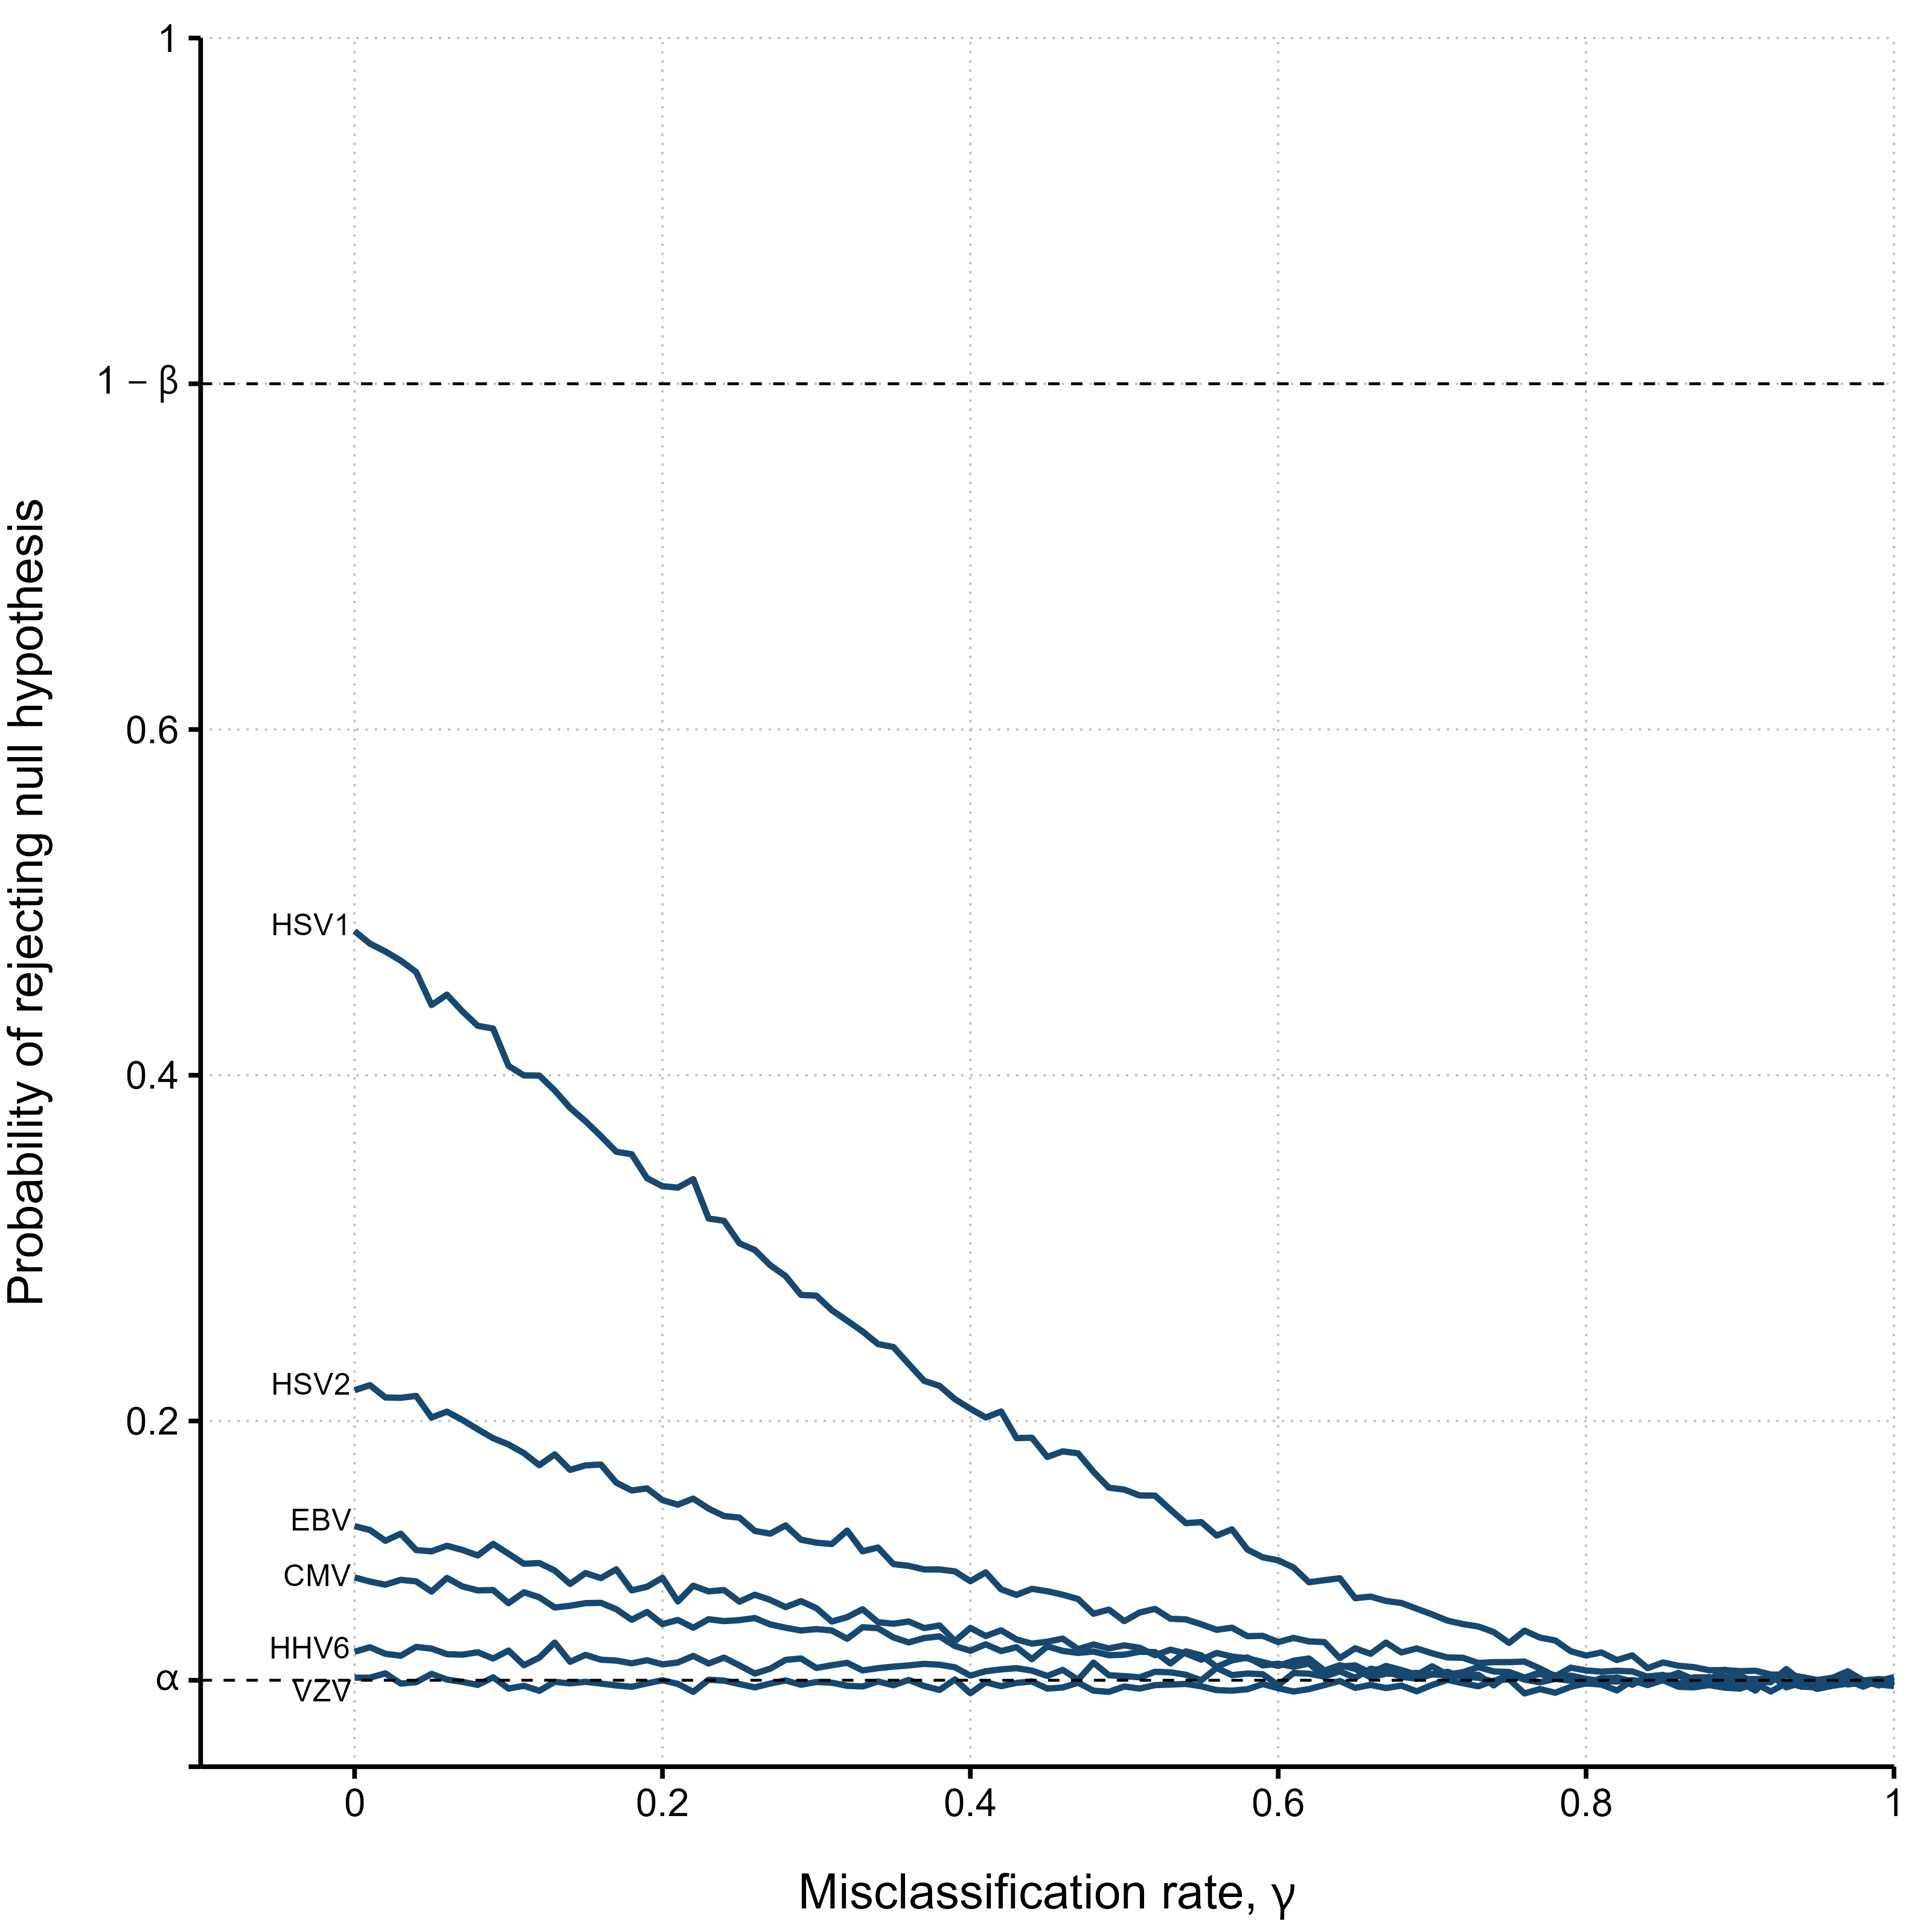 1
1 − β
0.6
0.4
0.2
α
Probability of rejecting null hypothesis
HSV1
HSV2
EBV
CMV
HHV6
VZV
0 0.2 0.4 0.6 0.8 1
Misclassification rate, γ